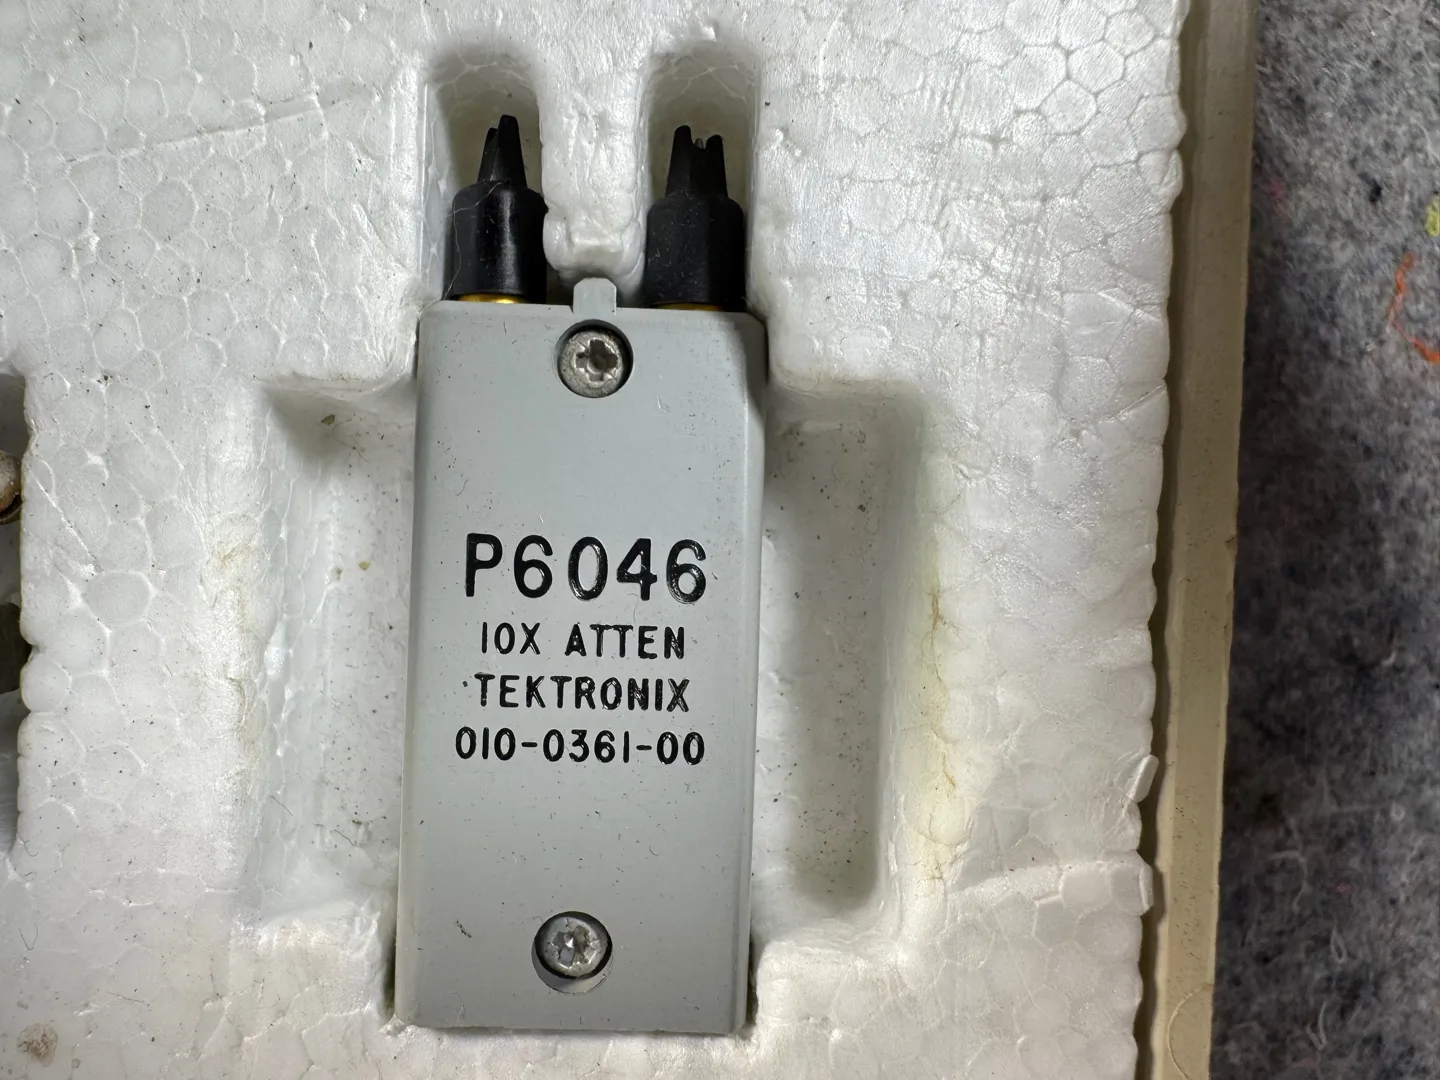 P6046
10X ATTEN
TEKTRONIX
010-0361-00